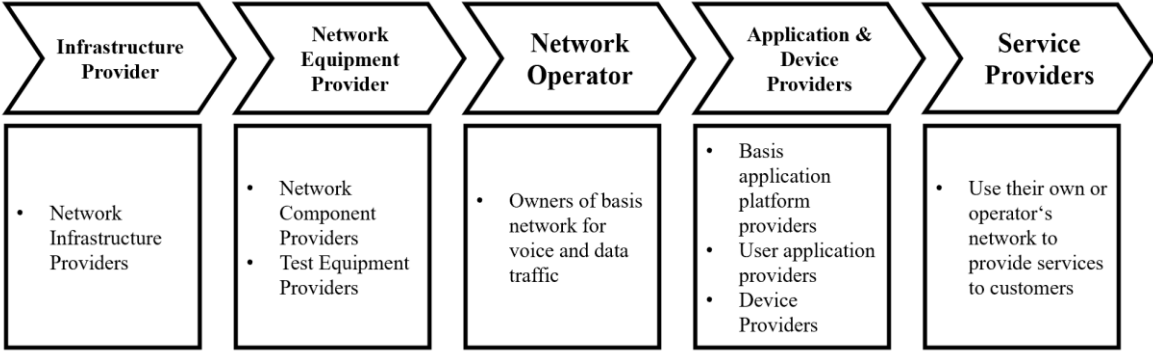 Infrastructure
Provider
Network
Equipment
Provider
Network
Operator
Application &
Device
Providers
Service
Providers
• Network
Infrastructure
Providers
• Network
Component
Providers
• Test Equipment
Providers
• Owners of basis
network for
voice and data
traffic
• Basis
application
platform
providers
• User application
providers
• Device
Providers
• Use their own or
operator‘s
network to
provide services
to customers